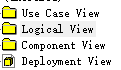 Use Case View
Logical View
Component View
Deployment View